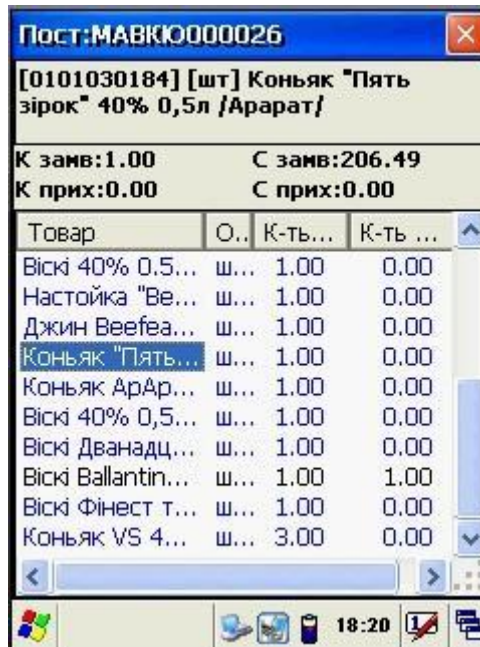 Пост:МАВКЮ000026
[0101030184] [шт] Коньяк "Пять
зірок" 40% 0,5л /Арарат/
К замв:1.00 С замв:206.49
К прих:0.00 С прих:0.00
Товар О.. К-ть... К-ть ...
Віскі 40% 0.5... ш... 1.00 0.00
Настойка "Ве... ш... 1.00 0.00
Джин Beefea... ш... 1.00 0.00
Коньяк "Пять... ш... 1.00 0.00
Коньяк АрАр... ш... 1.00 0.00
Віскі 40% 0,5... ш... 1.00 0.00
Віскі Дванадц... ш... 1.00 0.00
Віскі Ballantin... ш... 1.00 1.00
Віскі Фінест т... ш... 1.00 0.00
Коньяк VS 4... ш... 3.00 0.00
18:20